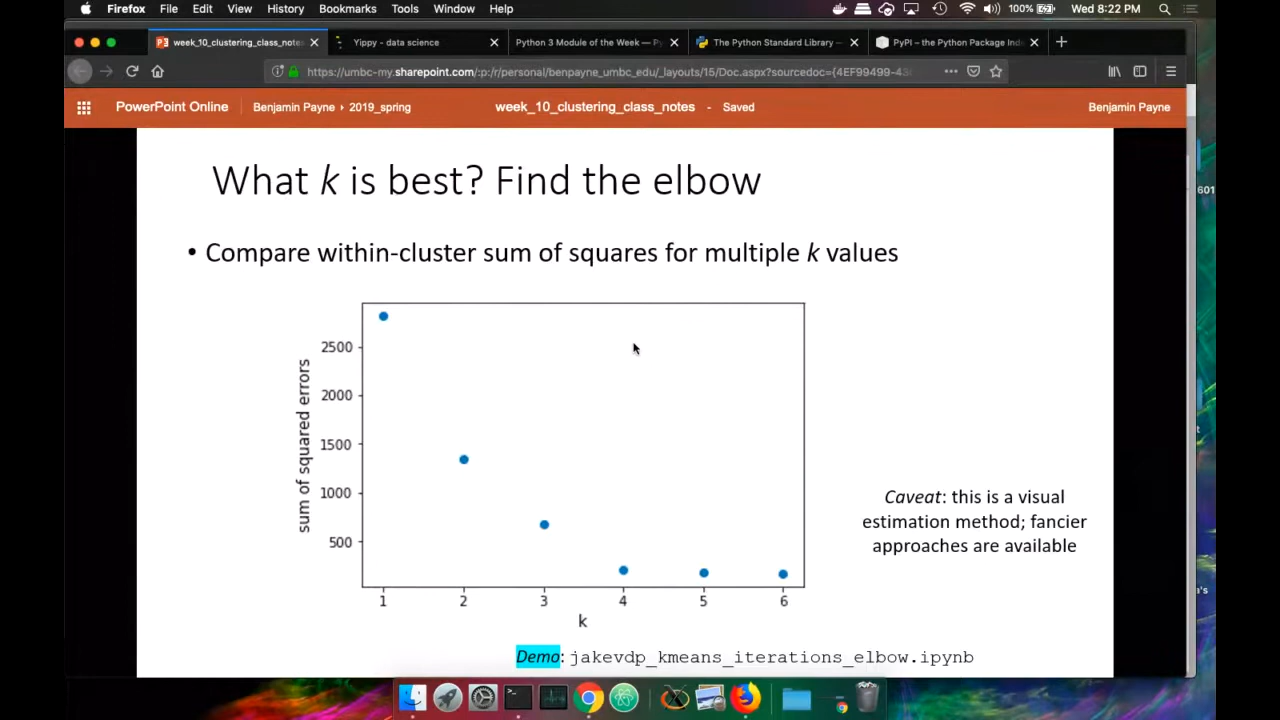 Firefox File Edit View History Bookmarks Tools Window Help 100% Wed 8:22 PM
week_10_clustering_class_notes Yippy - data science Python 3 Module of the Week — Py The Python Standard Library — PyPI – the Python Package Ind
https://umbc-my.sharepoint.com/:p:/r/personal/benpayne_umbc_edu/_layouts/15/Doc.aspx?sourcedoc={4EF99499-43
PowerPoint Online Benjamin Payne › 2019_spring week_10_clustering_class_notes - Saved Benjamin Payne
What k is best? Find the elbow
601
• Compare within-cluster sum of squares for multiple k values
2500
2000
1500
1000
500
sum of squared errors
1 2 3 4 5 6
k
Caveat: this is a visual
estimation method; fancier
approaches are available
t
's
Demo: jakevdp_kmeans_iterations_elbow.ipynb